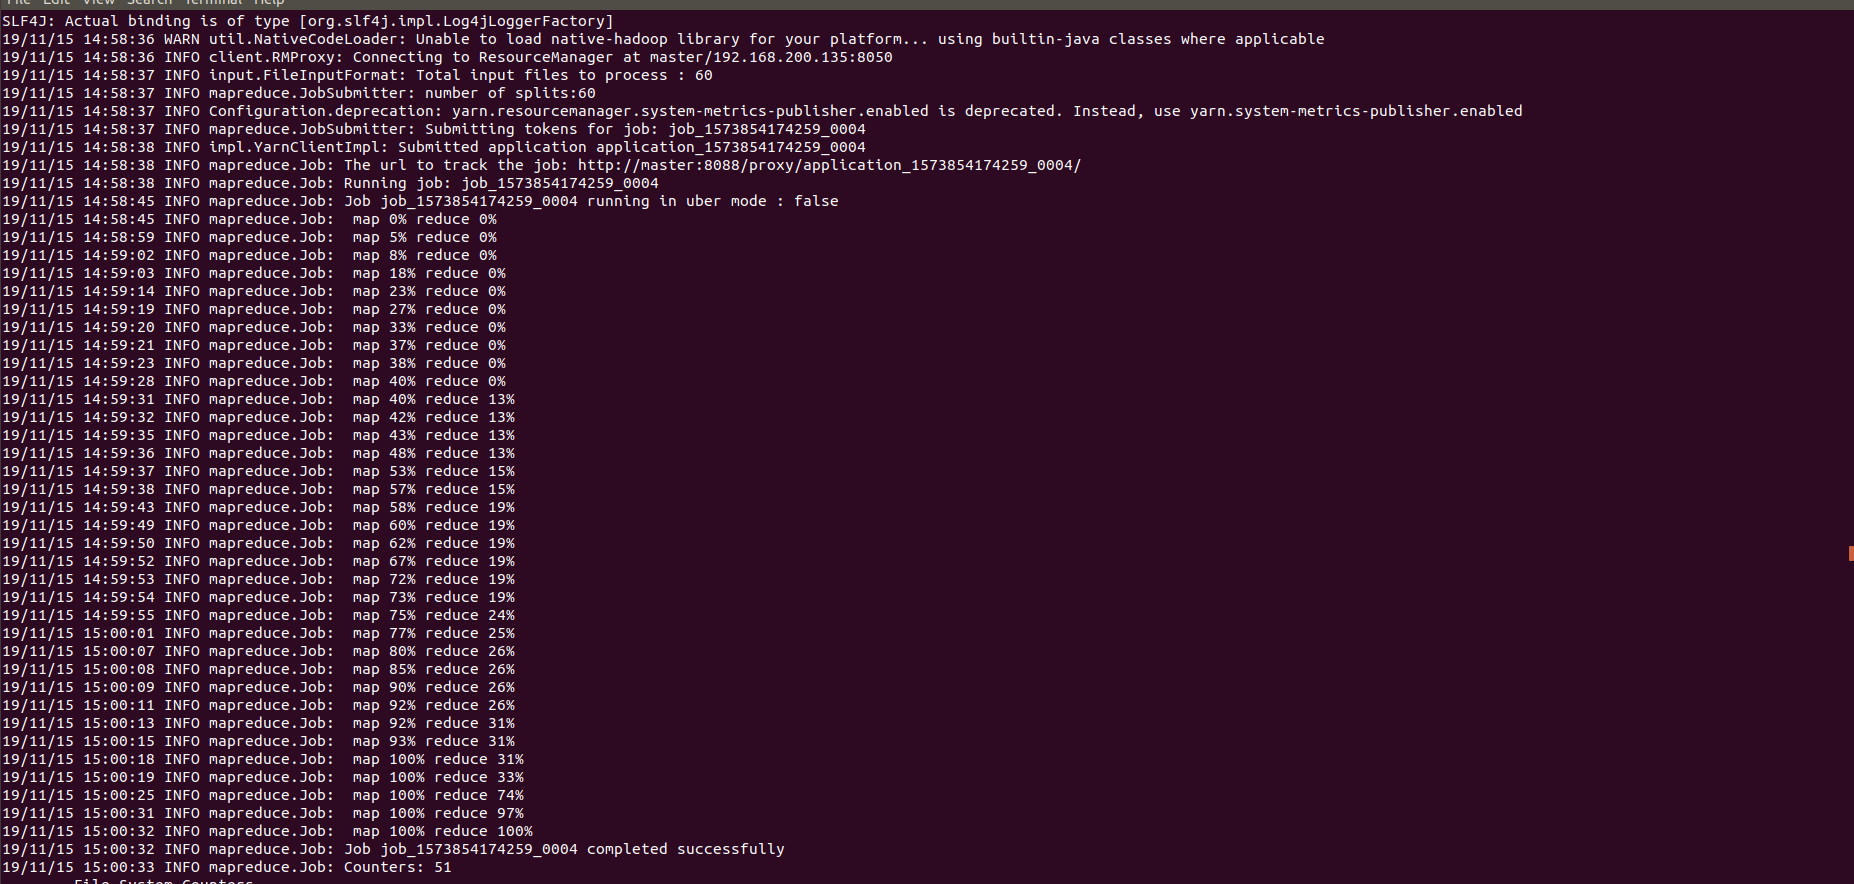 File Edit View Search Terminal Help
SLF4J: Actual binding is of type [org.slf4j.impl.Log4jLoggerFactory]
19/11/15 14:58:36 WARN util.NativeCodeLoader: Unable to load native-hadoop library for your platform... using builtin-java classes where applicable
19/11/15 14:58:36 INFO client.RMProxy: Connecting to ResourceManager at master/192.168.200.135:8050
19/11/15 14:58:37 INFO input.FileInputFormat: Total input files to process : 60
19/11/15 14:58:37 INFO mapreduce.JobSubmitter: number of splits:60
19/11/15 14:58:37 INFO Configuration.deprecation: yarn.resourcemanager.system-metrics-publisher.enabled is deprecated. Instead, use yarn.system-metrics-publisher.enabled
19/11/15 14:58:37 INFO mapreduce.JobSubmitter: Submitting tokens for job: job_1573854174259_0004
19/11/15 14:58:38 INFO impl.YarnClientImpl: Submitted application application_1573854174259_0004
19/11/15 14:58:38 INFO mapreduce.Job: The url to track the job: http://master:8088/proxy/application_1573854174259_0004/
19/11/15 14:58:38 INFO mapreduce.Job: Running job: job_1573854174259_0004
19/11/15 14:58:45 INFO mapreduce.Job: Job job_1573854174259_0004 running in uber mode : false
19/11/15 14:58:45 INFO mapreduce.Job:  map 0% reduce 0%
19/11/15 14:58:59 INFO mapreduce.Job:  map 5% reduce 0%
19/11/15 14:59:02 INFO mapreduce.Job:  map 8% reduce 0%
19/11/15 14:59:03 INFO mapreduce.Job:  map 18% reduce 0%
19/11/15 14:59:14 INFO mapreduce.Job:  map 23% reduce 0%
19/11/15 14:59:19 INFO mapreduce.Job:  map 27% reduce 0%
19/11/15 14:59:20 INFO mapreduce.Job:  map 33% reduce 0%
19/11/15 14:59:21 INFO mapreduce.Job:  map 37% reduce 0%
19/11/15 14:59:23 INFO mapreduce.Job:  map 38% reduce 0%
19/11/15 14:59:28 INFO mapreduce.Job:  map 40% reduce 0%
19/11/15 14:59:31 INFO mapreduce.Job:  map 40% reduce 13%
19/11/15 14:59:32 INFO mapreduce.Job:  map 42% reduce 13%
19/11/15 14:59:35 INFO mapreduce.Job:  map 43% reduce 13%
19/11/15 14:59:36 INFO mapreduce.Job:  map 48% reduce 13%
19/11/15 14:59:37 INFO mapreduce.Job:  map 53% reduce 15%
19/11/15 14:59:38 INFO mapreduce.Job:  map 57% reduce 15%
19/11/15 14:59:43 INFO mapreduce.Job:  map 58% reduce 19%
19/11/15 14:59:49 INFO mapreduce.Job:  map 60% reduce 19%
19/11/15 14:59:50 INFO mapreduce.Job:  map 62% reduce 19%
19/11/15 14:59:52 INFO mapreduce.Job:  map 67% reduce 19%
19/11/15 14:59:53 INFO mapreduce.Job:  map 72% reduce 19%
19/11/15 14:59:54 INFO mapreduce.Job:  map 73% reduce 19%
19/11/15 14:59:55 INFO mapreduce.Job:  map 75% reduce 24%
19/11/15 15:00:01 INFO mapreduce.Job:  map 77% reduce 25%
19/11/15 15:00:07 INFO mapreduce.Job:  map 80% reduce 26%
19/11/15 15:00:08 INFO mapreduce.Job:  map 85% reduce 26%
19/11/15 15:00:09 INFO mapreduce.Job:  map 90% reduce 26%
19/11/15 15:00:11 INFO mapreduce.Job:  map 92% reduce 26%
19/11/15 15:00:13 INFO mapreduce.Job:  map 92% reduce 31%
19/11/15 15:00:15 INFO mapreduce.Job:  map 93% reduce 31%
19/11/15 15:00:18 INFO mapreduce.Job:  map 100% reduce 31%
19/11/15 15:00:19 INFO mapreduce.Job:  map 100% reduce 33%
19/11/15 15:00:25 INFO mapreduce.Job:  map 100% reduce 74%
19/11/15 15:00:31 INFO mapreduce.Job:  map 100% reduce 97%
19/11/15 15:00:32 INFO mapreduce.Job:  map 100% reduce 100%
19/11/15 15:00:32 INFO mapreduce.Job: Job job_1573854174259_0004 completed successfully
19/11/15 15:00:33 INFO mapreduce.Job: Counters: 51
File System Counters